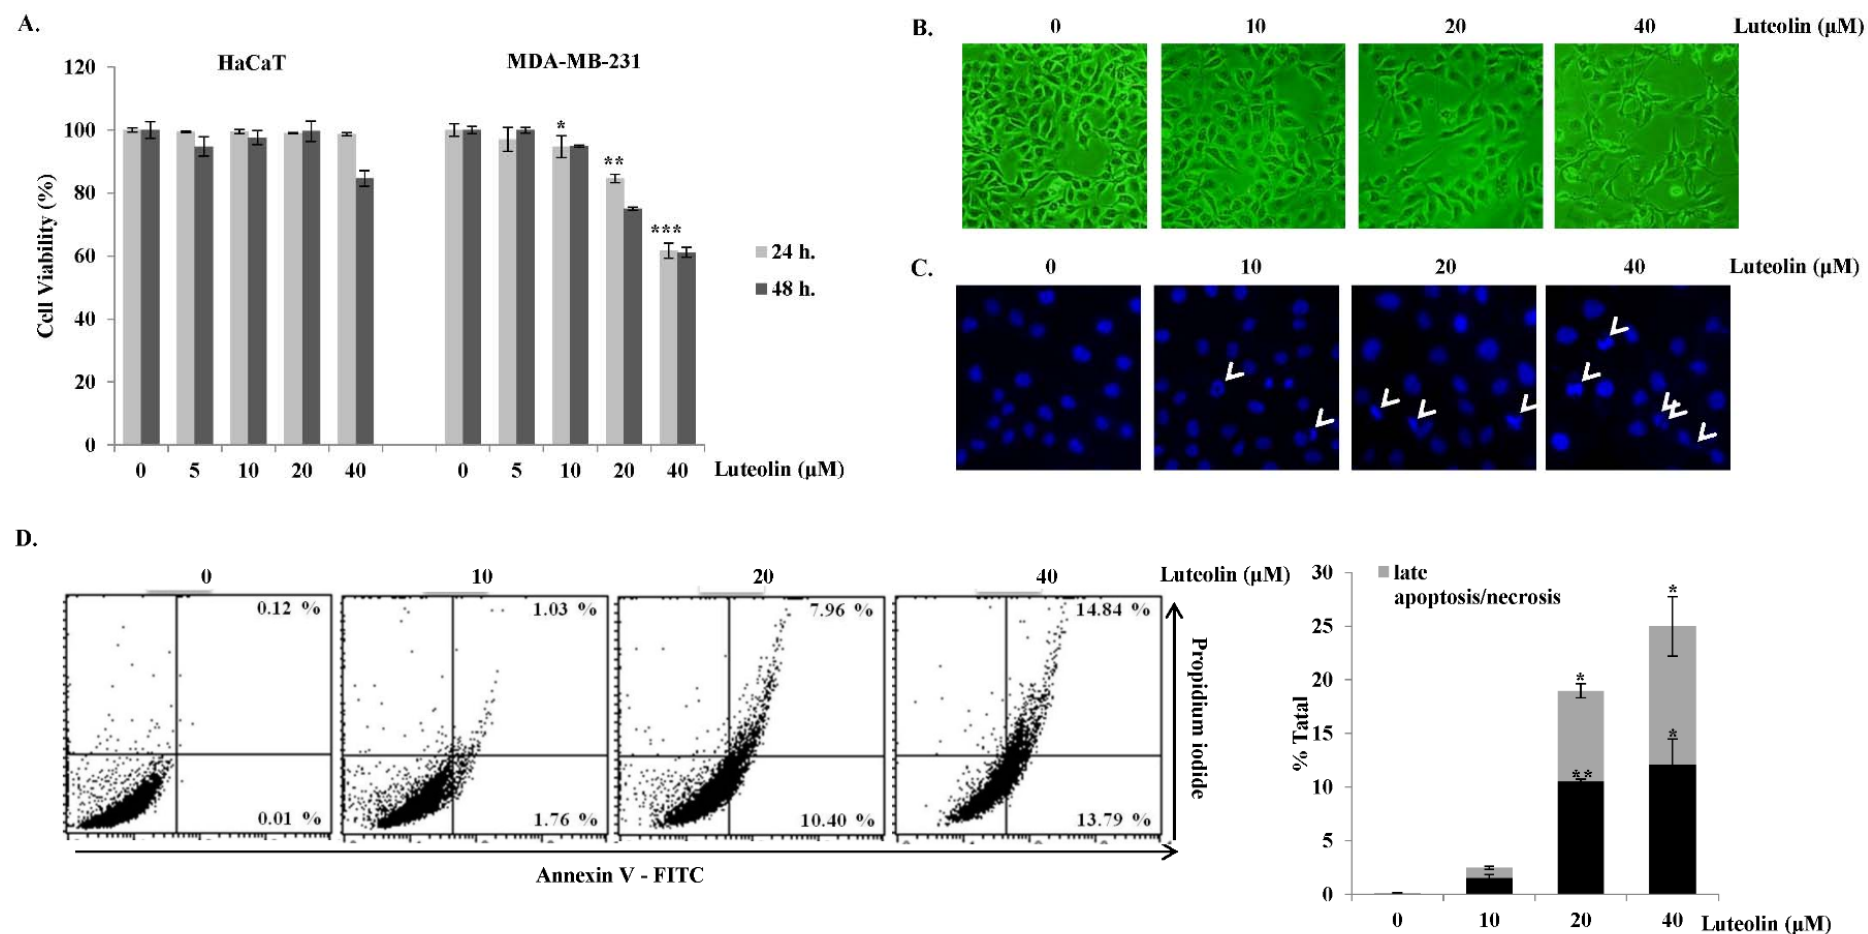 A.
HaCaT
MDA-MB-231
120
100
80
60
40
20
0
Cell Viability (%)
*
**
***
24 h.
48 h.
0 5 10 20 40 0 5 10 20 40 Luteolin (µM)
B.
0 10 20 40 Luteolin (µM)
C.
0 10 20 40 Luteolin (µM)
D.
0 10 20 40 Luteolin (µM)
0.12 % 1.03 % 7.96 % 14.84 %
0.01 % 1.76 % 10.40 % 13.79 %
Propidium iodide
Annexin V - FITC
late
apoptosis/necrosis
30
25
20
15
10
5
0
% Tatal
*
*
*
**
0 10 20 40 Luteolin (µM)